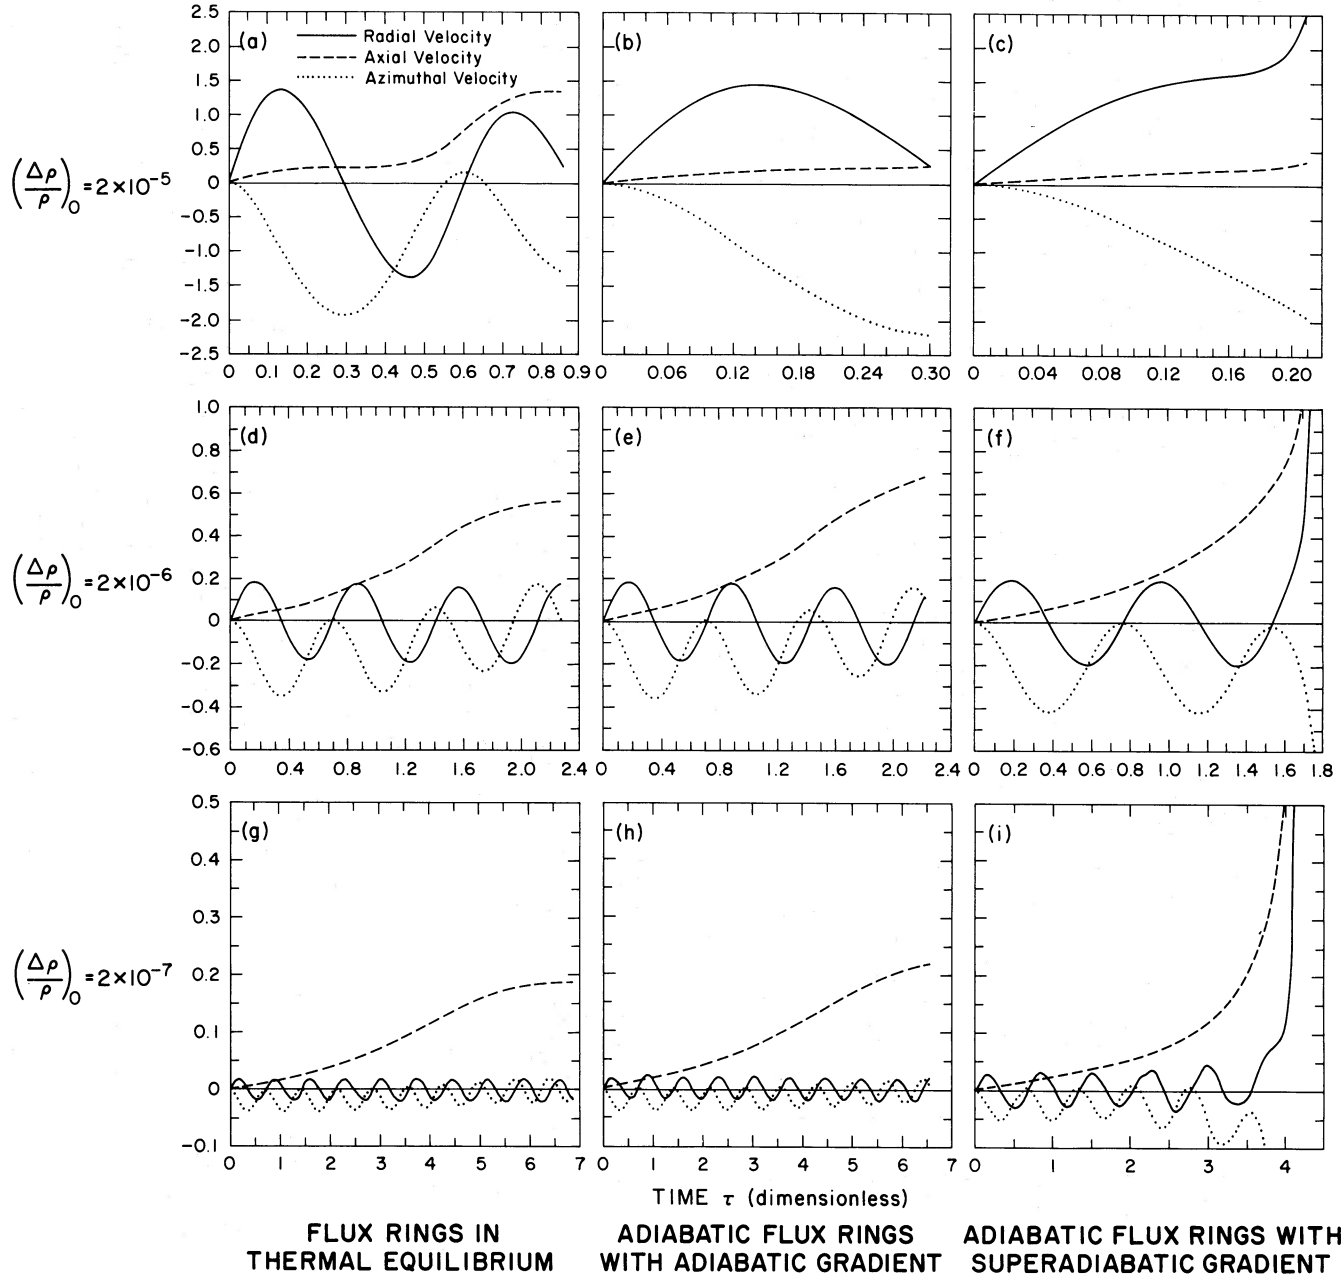 2.5
2.0
1.5
1.0
0.5
0
-0.5
-1.0
-1.5
-2.0
-2.5
(a)
Radial Velocity
Axial Velocity
Azimuthal Velocity
(b)
(c)
(Δρ/ρ)₀ = 2×10⁻⁵
0 0.1 0.2 0.3 0.4 0.5 0.6 0.7 0.8 0.9
0 0.06 0.12 0.18 0.24 0.30
0 0.04 0.08 0.12 0.16 0.20
1.0
0.8
0.6
0.4
0.2
0
-0.2
-0.4
-0.6
(d)
(e)
(f)
(Δρ/ρ)₀ = 2×10⁻⁶
0 0.4 0.8 1.2 1.6 2.0 2.4
0 0.4 0.8 1.2 1.6 2.0 2.4
0 0.2 0.4 0.6 0.8 1.0 1.2 1.4 1.6 1.8
0.5
0.4
0.3
0.2
0.1
0
-0.1
(g)
(h)
(i)
(Δρ/ρ)₀ = 2×10⁻⁷
0 1 2 3 4 5 6 7
0 1 2 3 4 5 6 7
0 1 2 3 4
TIME τ (dimensionless)
FLUX RINGS IN
THERMAL EQUILIBRIUM
ADIABATIC FLUX RINGS
WITH ADIABATIC GRADIENT
ADIABATIC FLUX RINGS WITH
SUPERADIABATIC GRADIENT